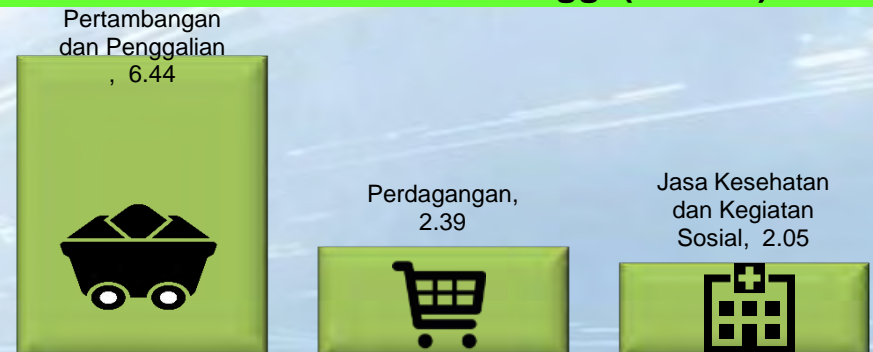 Pertambangan
dan Penggalian
, 6.44
Perdagangan,
2.39
Jasa Kesehatan
dan Kegiatan
Sosial, 2.05